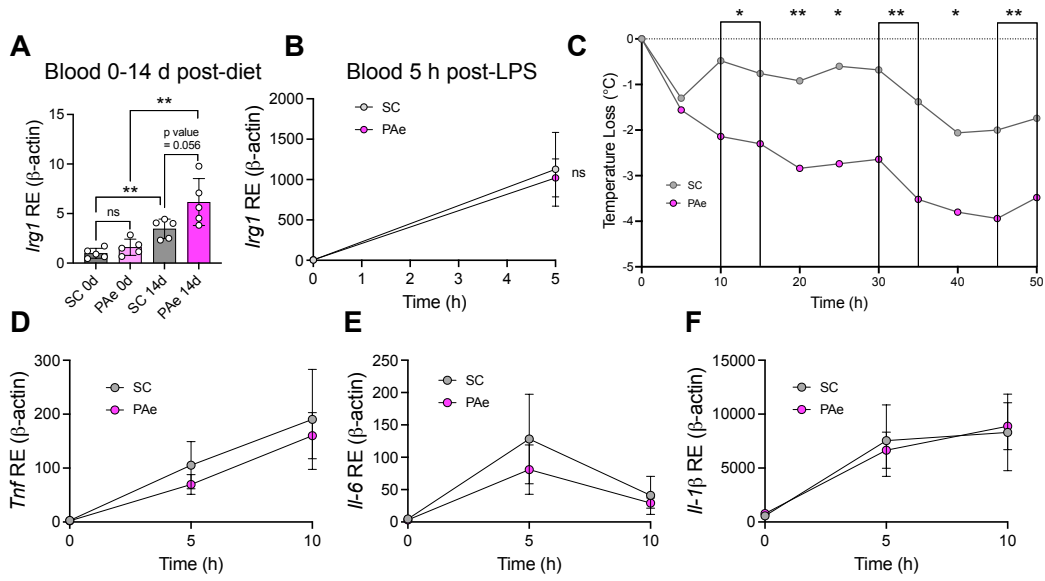 A
Blood 0-14 d post-diet
Irg1 RE (β-actin)
15
10
5
0
ns
**
**
p value
= 0.056
SC 0d
PAe 0d
SC 14d
PAe 14d
B
Blood 5 h post-LPS
Irg1 RE (β-actin)
2000
1500
1000
500
0
SC
PAe
ns
0 1 2 3 4 5
Time (h)
C
* ** * ** * **
Temperature Loss (°C)
0
-1
-2
-3
-4
-5
SC
PAe
0 10 20 30 40 50
Time (h)
D
Tnf RE (β-actin)
300
200
100
0
SC
PAe
0 5 10
Time (h)
E
Il-6 RE (β-actin)
250
200
150
100
50
0
SC
PAe
0 5 10
Time (h)
F
Il-1β RE (β-actin)
15000
10000
5000
0
SC
PAe
0 5 10
Time (h)